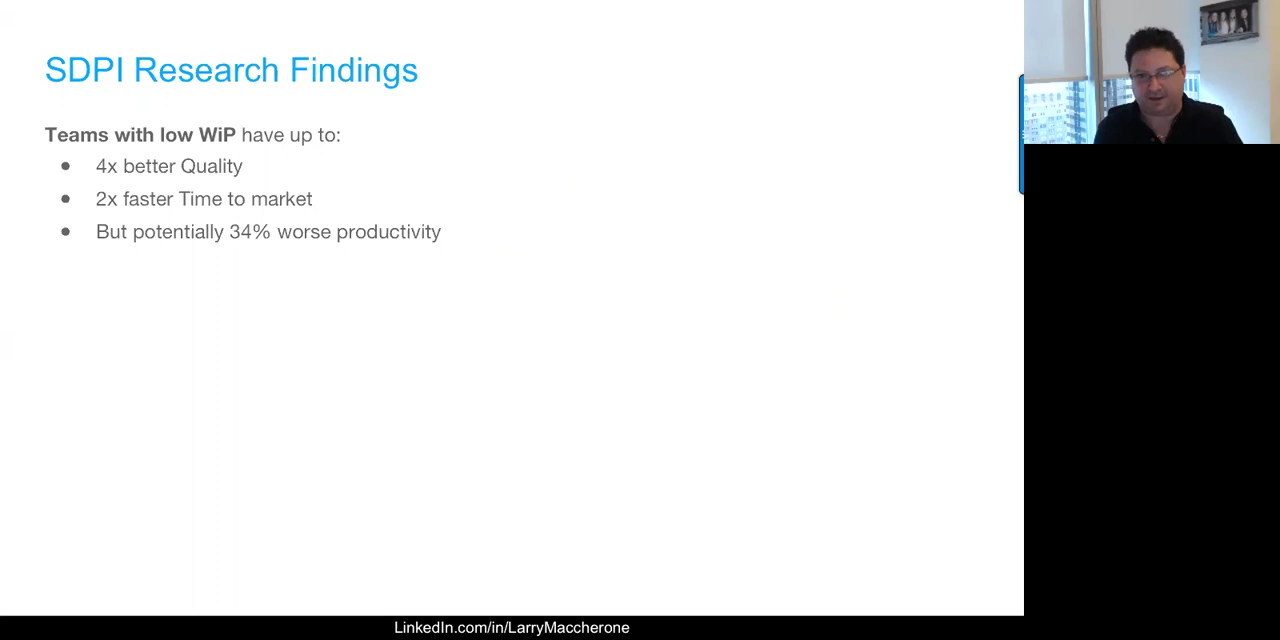 SDPI Research Findings
Teams with low WiP have up to:
● 4x better Quality
● 2x faster Time to market
● But potentially 34% worse productivity
LinkedIn.com/in/LarryMaccherone